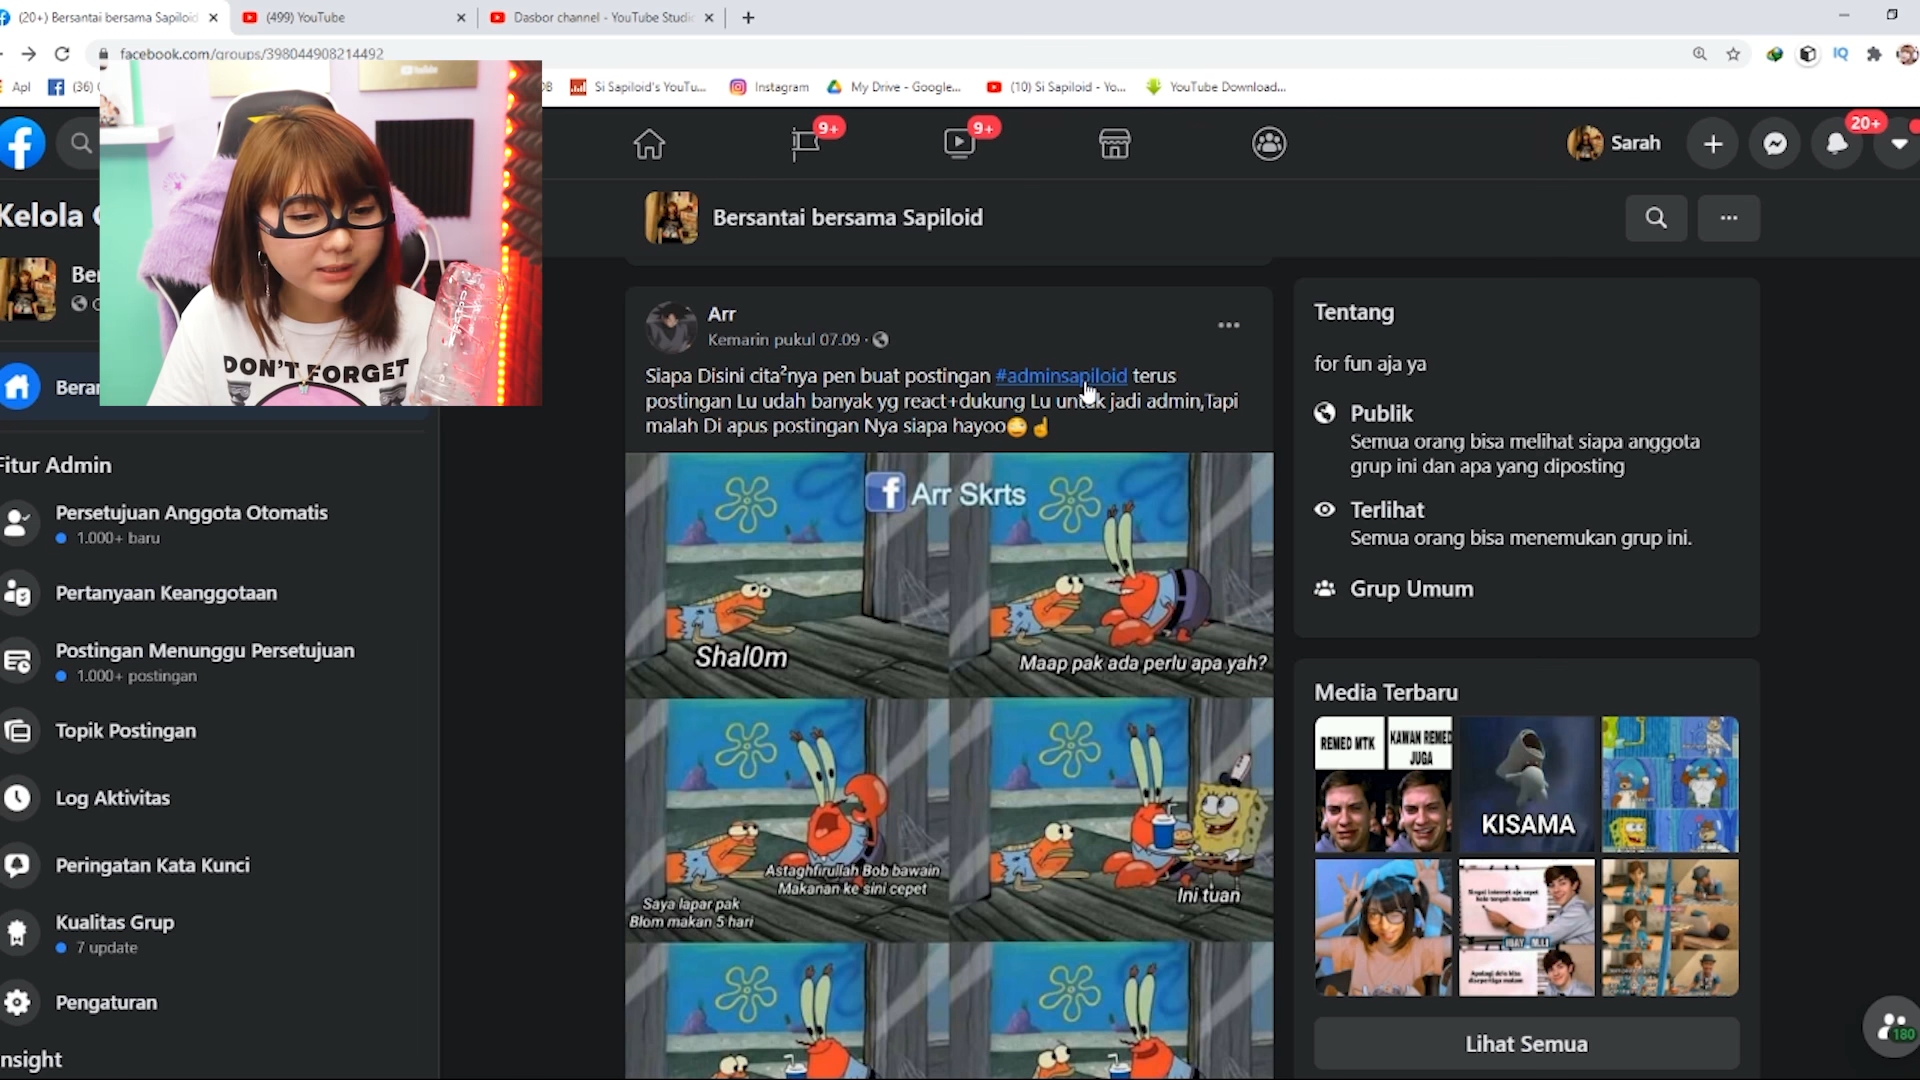 (20+) Bersantai bersama Sapiloid
(499) YouTube
Dasbor channel - YouTube Studio
facebook.com/groups/398044908214492
IQ
Apl
(36)
DB
Si Sapiloid's YouTu...
Instagram
My Drive - Google...
(10) Si Sapiloid - Yo...
YouTube Download...
9+
9+
Sarah
20+
Kelola
Bersantai bersama Sapiloid
Ber
DON'T FORGET
Beran
Fitur Admin
Persetujuan Anggota Otomatis
1.000+ baru
Pertanyaan Keanggotaan
Postingan Menunggu Persetujuan
1.000+ postingan
Topik Postingan
Log Aktivitas
Peringatan Kata Kunci
Kualitas Grup
7 update
Pengaturan
nsight
Arr
Kemarin pukul 07.09 ·
Siapa Disini cita²nya pen buat postingan #adminsapiloid terus
postingan Lu udah banyak yg react+dukung Lu untuk jadi admin,Tapi
malah Di apus postingan Nya siapa hayoo
Arr Skrts
Shal0m
Maap pak ada perlu apa yah?
Saya lapar pak
Blom makan 5 hari
Astaghfirullah Bob bawain
Makanan ke sini cepet
Ini tuan
Tentang
for fun aja ya
Publik
Semua orang bisa melihat siapa anggota
grup ini dan apa yang diposting
Terlihat
Semua orang bisa menemukan grup ini.
Grup Umum
Media Terbaru
REMED MTK
KAWAN REMED
JUGA
KISAMA
Lihat Semua
180